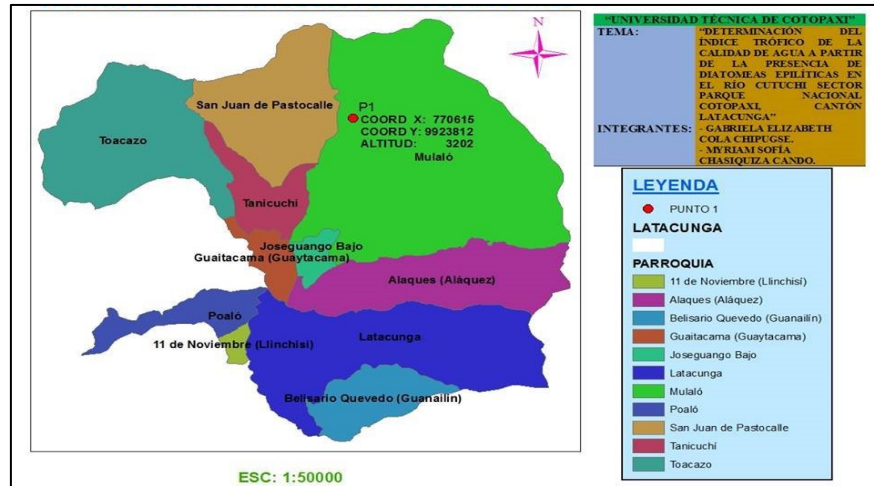 "UNIVERSIDAD TÉCNICA DE COTOPAXI"
TEMA:
"DETERMINACIÓN DEL
ÍNDICE TRÓFICO DE LA
CALIDAD DE AGUA A PARTIR
DE LA PRESENCIA DE
DIATOMEAS EPILÍTICAS EN
EL RÍO CUTUCHI SECTOR
PARQUE NACIONAL
COTOPAXI, CANTÓN
LATACUNGA"
INTEGRANTES:
- GABRIELA ELIZABETH
COLA CHIPUGSE.
- MYRIAM SOFÍA
CHASIQUIZA CANDO.
San Juan de Pastocalle
P1
COORD X: 770615
COORD Y: 9923812
ALTITUD: 3202
Mulaló
Toacazo
Tanicuchi
Joseguango Bajo
Guaitacama (Guaytacama)
Alaques (Aláquez)
Poaló
11 de Noviembre (Llinchisí)
Latacunga
Belisario Quevedo (Guanailín)
ESC: 1:50000
LEYENDA
PUNTO 1
LATACUNGA
PARROQUIA
11 de Noviembre (Llinchisí)
Alaques (Aláquez)
Belisario Quevedo (Guanailín)
Guaitacama (Guaytacama)
Joseguango Bajo
Latacunga
Mulaló
Poaló
San Juan de Pastocalle
Tanicuchí
Toacazo